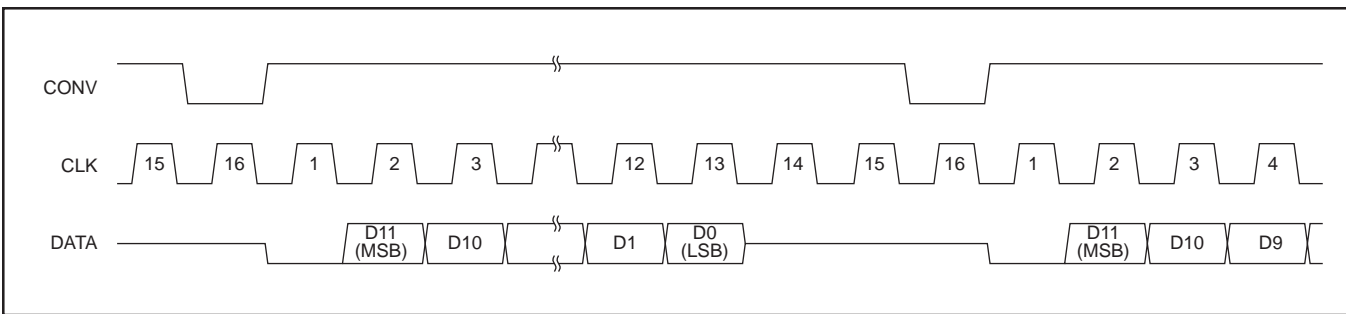 CONV
CLK 15 16 1 2 3 12 13 14 15 16 1 2 3 4
DATA D11 (MSB) D10 D1 D0 (LSB) D11 (MSB) D10 D9